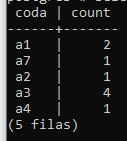 coda | count
------+-------
a1 | 2
a7 | 1
a2 | 1
a3 | 4
a4 | 1
(5 filas)